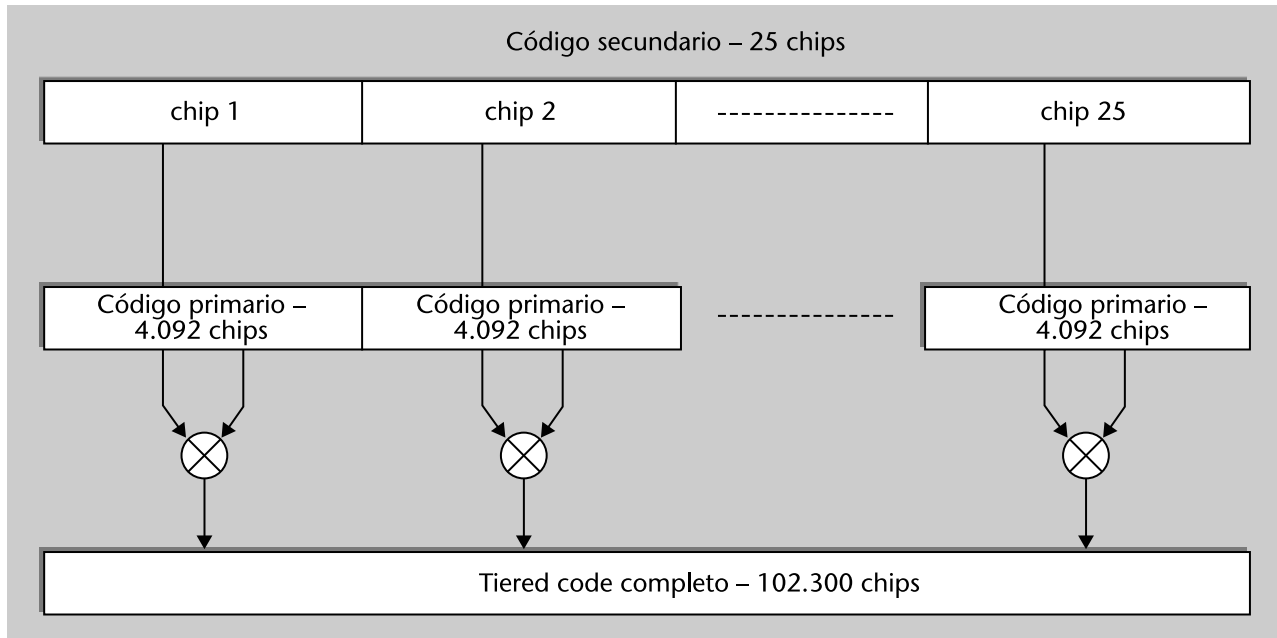 Código secundario – 25 chips
chip 1
chip 2
chip 25
Código primario –
4.092 chips
Código primario –
4.092 chips
Código primario –
4.092 chips
Tiered code completo – 102.300 chips